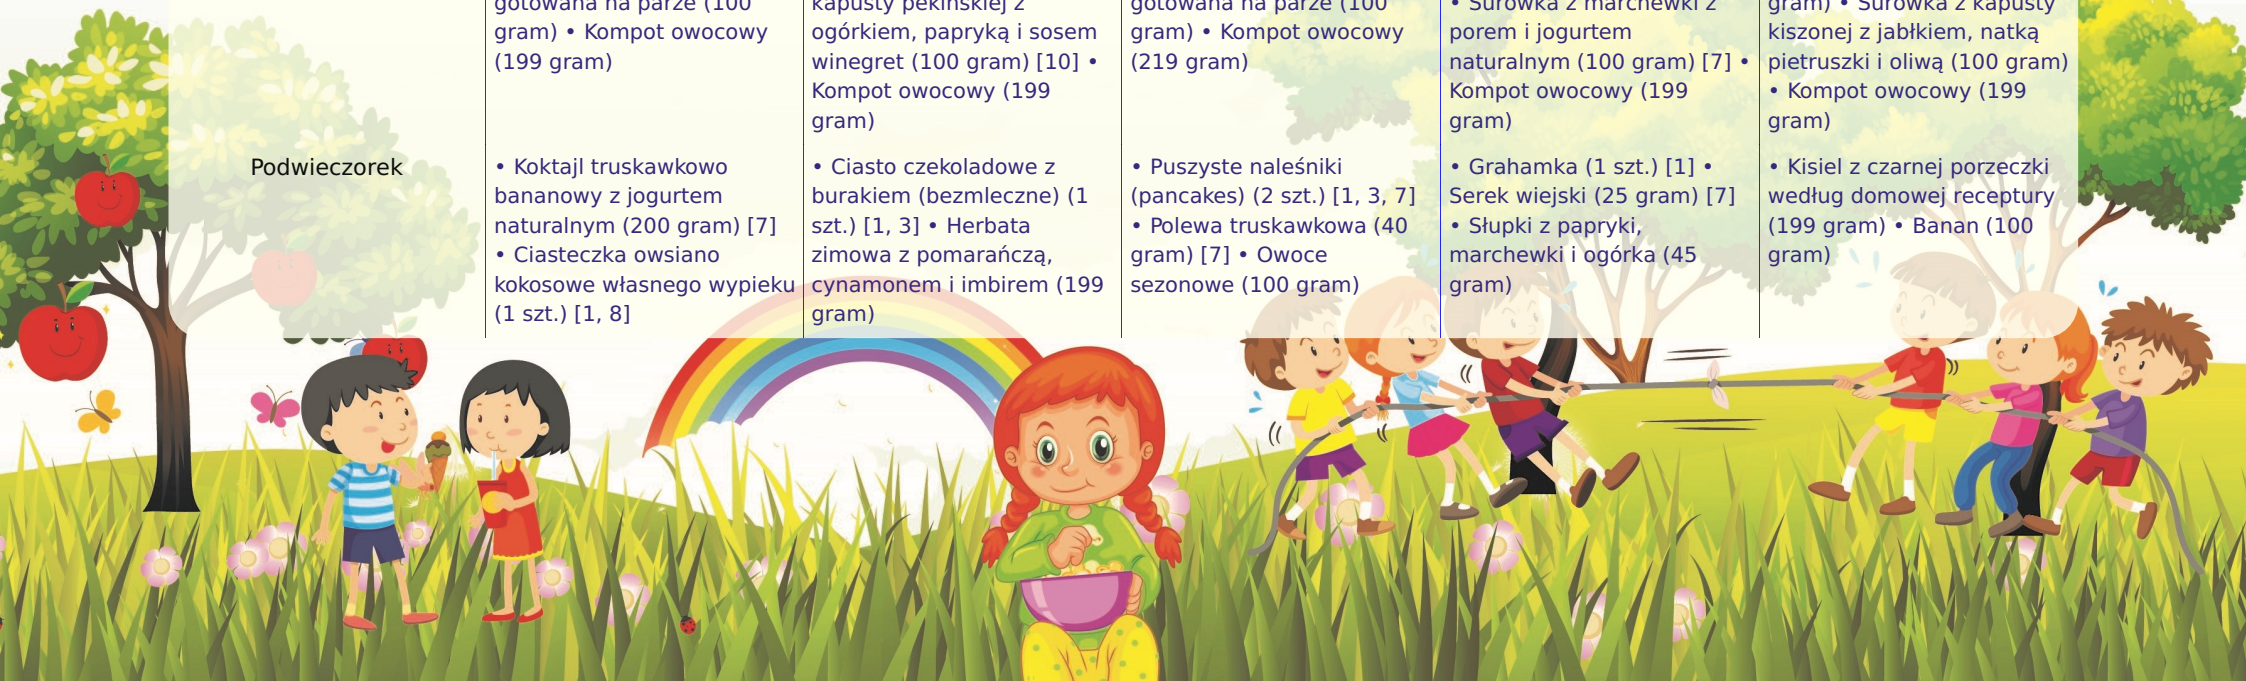 gotowana na parze (100
gram) • Kompot owocowy
(199 gram)
kapusty pekińskiej z
ogórkiem, papryką i sosem
winegret (100 gram) [10] •
Kompot owocowy (199
gram)
gotowana na parze (100
gram) • Kompot owocowy
(219 gram)
• Surówka z marchewki z
porem i jogurtem
naturalnym (100 gram) [7] •
Kompot owocowy (199
gram)
gram) • Surówka z kapusty
kiszonej z jabłkiem, natką
pietruszki i oliwą (100 gram)
• Kompot owocowy (199
gram)
Podwieczorek
• Koktajl truskawkowo
bananowy z jogurtem
naturalnym (200 gram) [7]
• Ciasteczka owsiano
kokosowe własnego wypieku
(1 szt.) [1, 8]
• Ciasto czekoladowe z
burakiem (bezmleczne) (1
szt.) [1, 3] • Herbata
zimowa z pomarańczą,
cynamonem i imbirem (199
gram)
• Puszyste naleśniki
(pancakes) (2 szt.) [1, 3, 7]
• Polewa truskawkowa (40
gram) [7] • Owoce
sezonowe (100 gram)
• Grahamka (1 szt.) [1] •
Serek wiejski (25 gram) [7]
• Słupki z papryki,
marchewki i ogórka (45
gram)
• Kisiel z czarnej porzeczki
według domowej receptury
(199 gram) • Banan (100
gram)